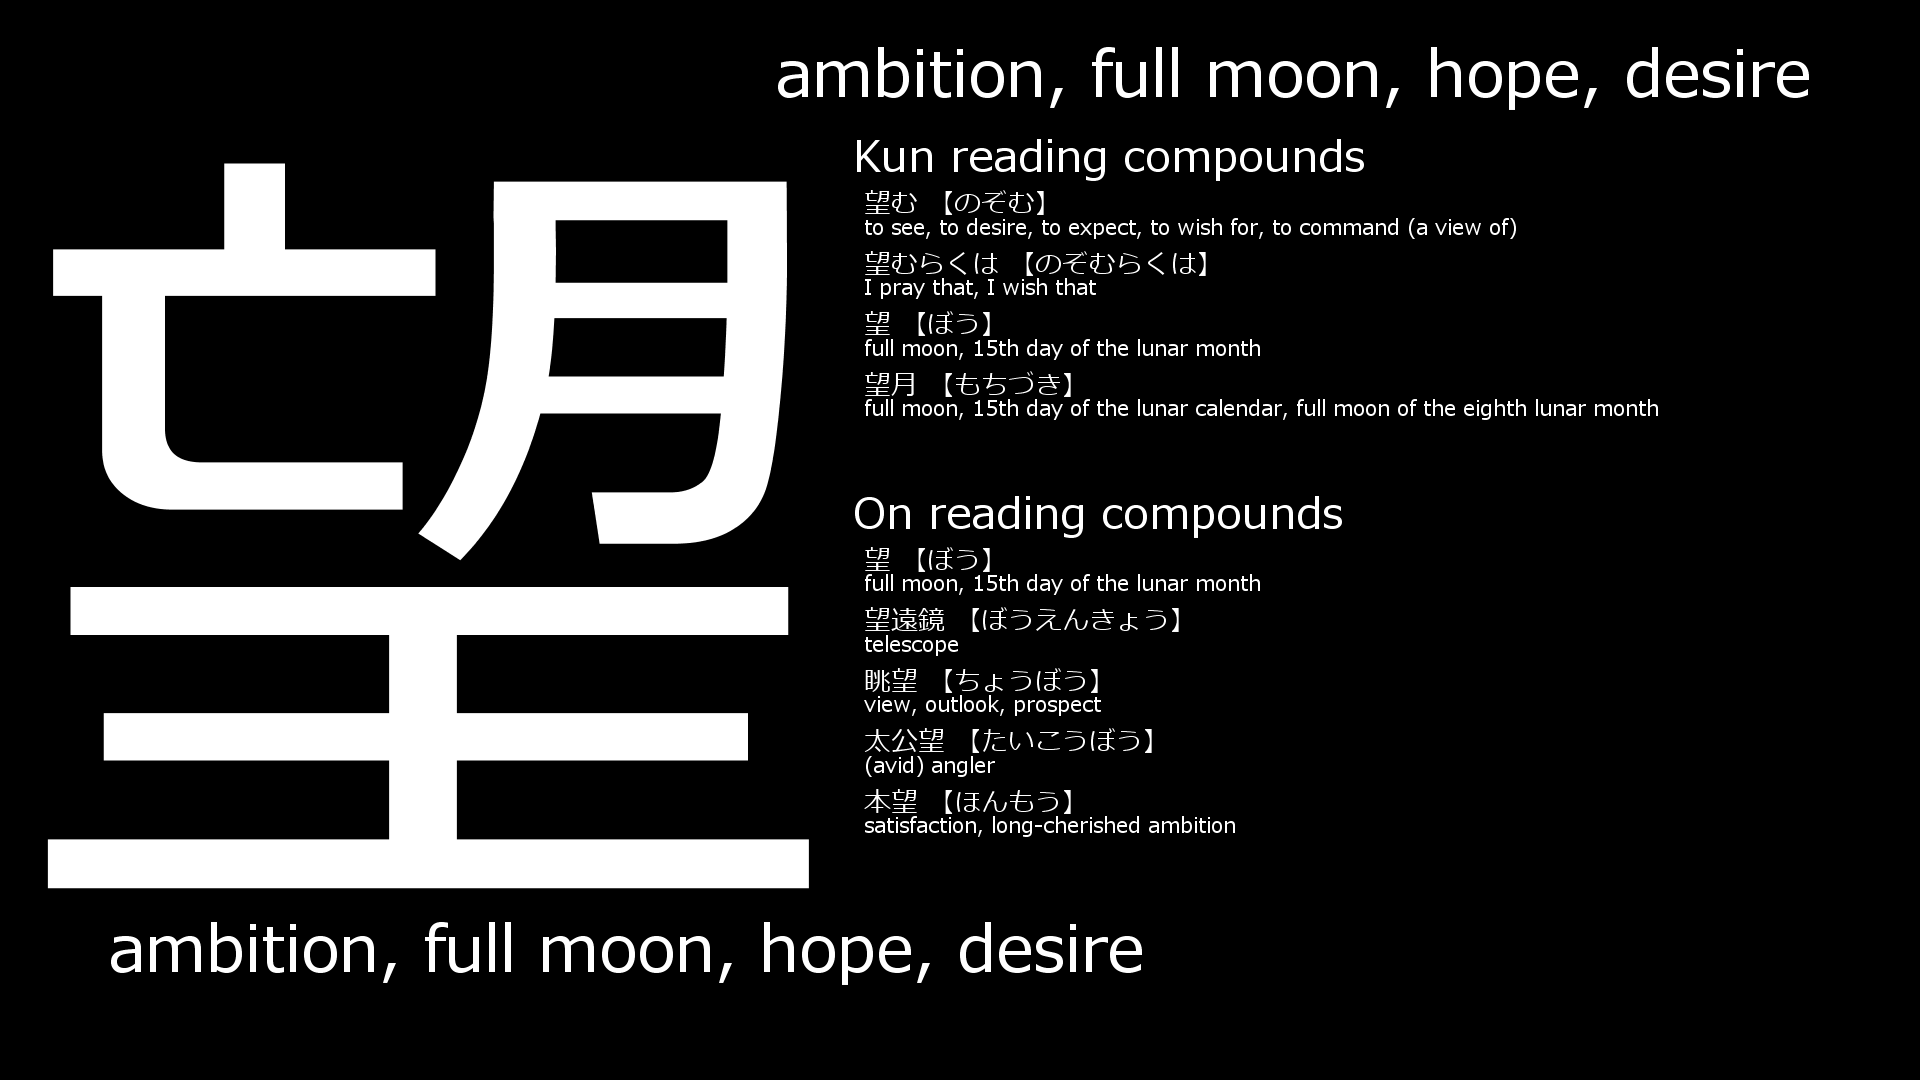 ambition, full moon, hope, desire
望
Kun reading compounds
望む 【のぞむ】
to see, to desire, to expect, to wish for, to command (a view of)
望むらくは 【のぞむらくは】
I pray that, I wish that
望 【ぼう】
full moon, 15th day of the lunar month
望月 【もちづき】
full moon, 15th day of the lunar calendar, full moon of the eighth lunar month
On reading compounds
望 【ぼう】
full moon, 15th day of the lunar month
望遠鏡 【ぼうえんきょう】
telescope
眺望 【ちょうぼう】
view, outlook, prospect
太公望 【たいこうぼう】
(avid) angler
本望 【ほんもう】
satisfaction, long-cherished ambition
ambition, full moon, hope, desire